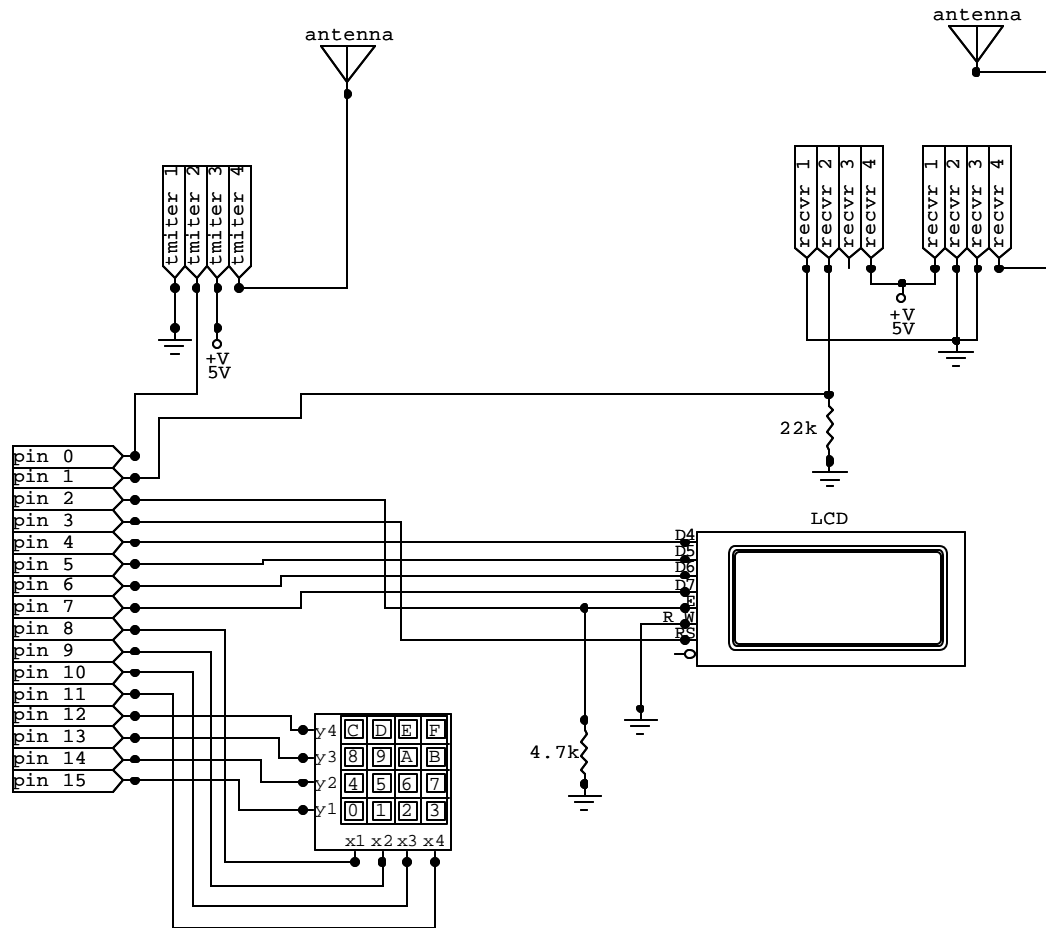 antenna
antenna
tmiter 1
tmiter 2
tmiter 3
tmiter 4
recvr 1
recvr 2
recvr 3
recvr 4
recvr 1
recvr 2
recvr 3
recvr 4
+V
5V
+V
5V
22k
pin 0
pin 1
pin 2
pin 3
pin 4
pin 5
pin 6
pin 7
pin 8
pin 9
pin 10
pin 11
pin 12
pin 13
pin 14
pin 15
LCD
D4
D5
D6
D7
E
R W
RS
4.7k
y4 C D E F
y3 8 9 A B
y2 4 5 6 7
y1 0 1 2 3
x1 x2 x3 x4